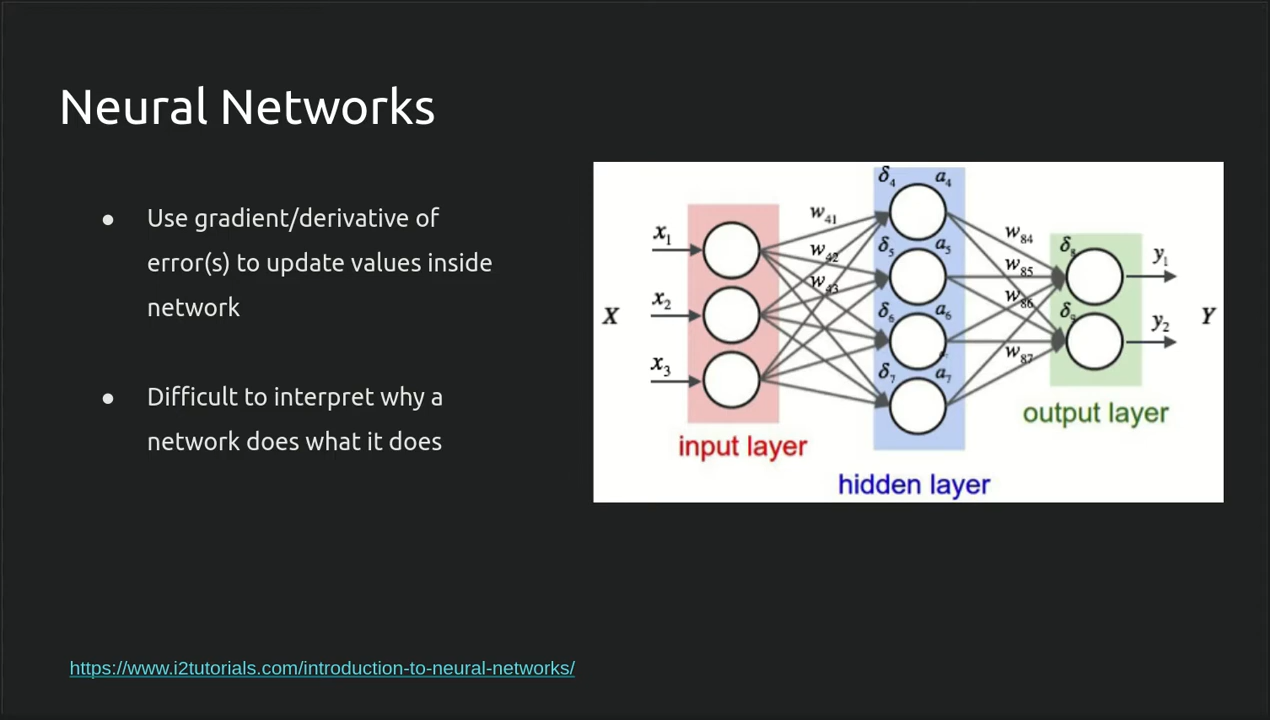 Neural Networks
● Use gradient/derivative of
error(s) to update values inside
network
● Difficult to interpret why a
network does what it does
X
x1
x2
x3
w41
w42
w43
δ4 a4
δ5 a5
δ6 a6
δ7 a7
w84
w85
w86
w87
δ8
δ9
y1
y2
Y
input layer
hidden layer
output layer
https://www.i2tutorials.com/introduction-to-neural-networks/